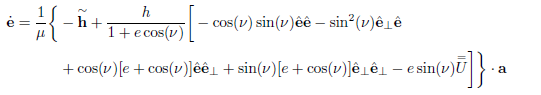 ė = 1/μ { − h̃ + h/(1 + e cos(ν)) [ − cos(ν) sin(ν)êê − sin²(ν)ê⊥ê
+ cos(ν)[e + cos(ν)]êê⊥ + sin(ν)[e + cos(ν)]ê⊥ê⊥ − e sin(ν)U̿ ] } · a